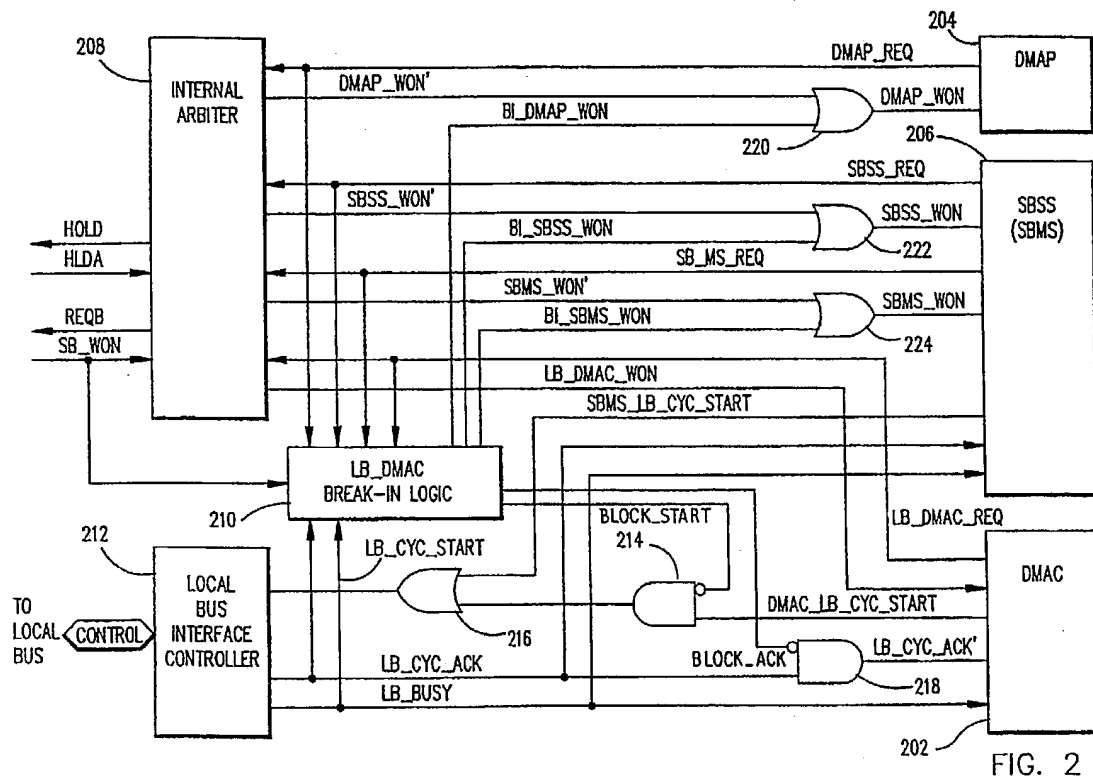 208
INTERNAL
ARBITER
DMAP_REQ
204
DMAP
DMAP_WON'
DMAP_WON
BI_DMAP_WON
220
206
SBSS_REQ
SBSS
(SBMS)
SBSS_WON'
SBSS_WON
HOLD
BI_SBSS_WON
222
HLDA
SB_MS_REQ
SBMS_WON'
SBMS_WON
REQB
BI_SBMS_WON
224
SB_WON
LB_DMAC_WON
SBMS_LB_CYC_START
LB_DMAC
BREAK-IN LOGIC
210
BLOCK_START
LB_DMAC_REQ
212
LB_CYC_START
214
LOCAL
BUS
INTERFACE
CONTROLLER
DMAC
TO
LOCAL
BUS
CONTROL
DMAC_LB_CYC_START
216
LB_CYC_ACK
BLOCK_ACK
LB_CYC_ACK'
218
LB_BUSY
202
FIG. 2